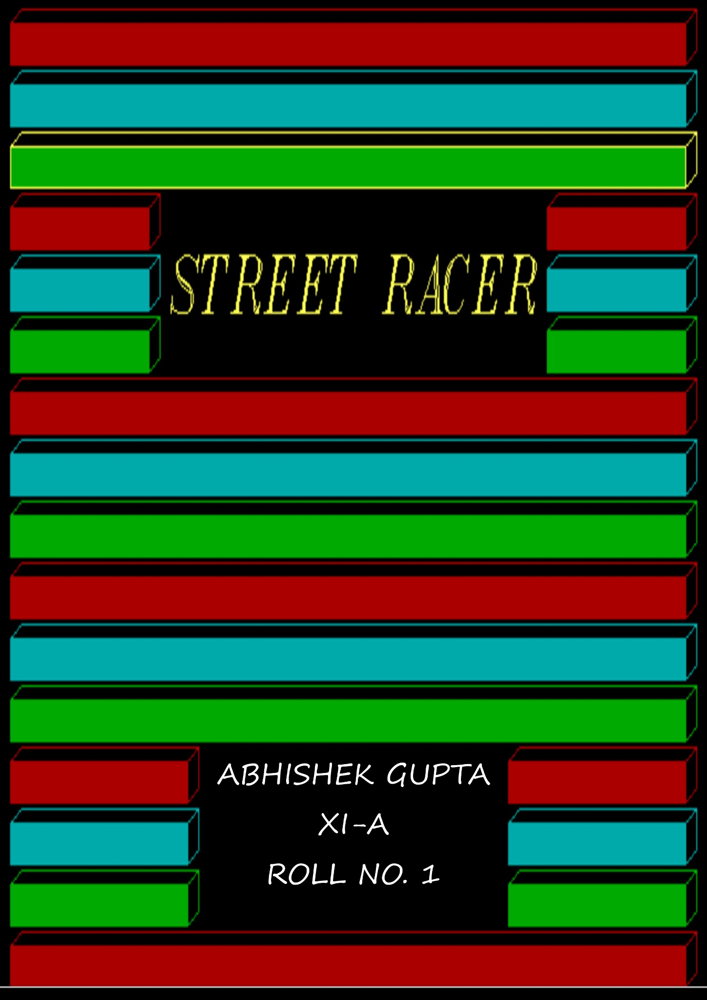 STREET RACER
ABHISHEK GUPTA
XI-A
ROLL NO. 1